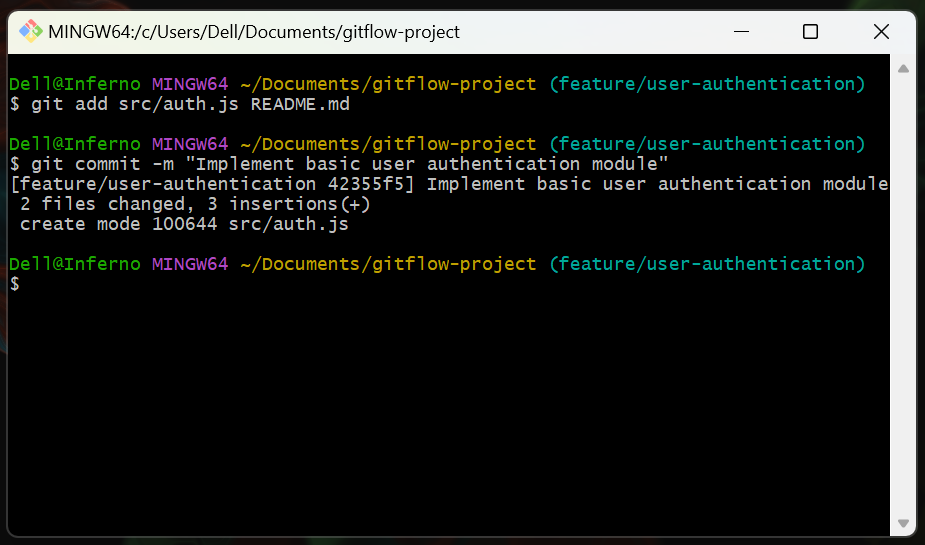 MINGW64:/c/Users/Dell/Documents/gitflow-project
Dell@Inferno MINGW64 ~/Documents/gitflow-project (feature/user-authentication)
$ git add src/auth.js README.md
Dell@Inferno MINGW64 ~/Documents/gitflow-project (feature/user-authentication)
$ git commit -m "Implement basic user authentication module"
[feature/user-authentication 42355f5] Implement basic user authentication module
 2 files changed, 3 insertions(+)
 create mode 100644 src/auth.js
Dell@Inferno MINGW64 ~/Documents/gitflow-project (feature/user-authentication)
$